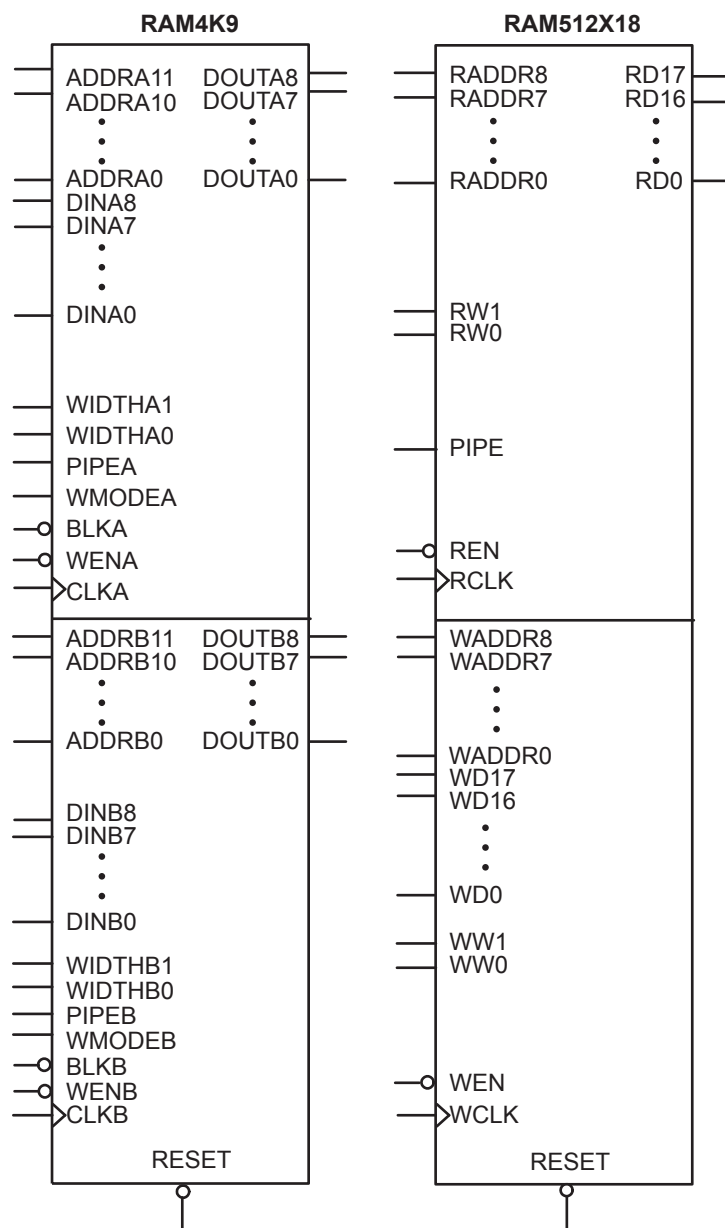 RAM4K9
ADDRA11 DOUTA8
ADDRA10 DOUTA7
ADDRA0 DOUTA0
DINA8
DINA7
DINA0
WIDTHA1
WIDTHA0
PIPEA
WMODEA
BLKA
WENA
CLKA
ADDRB11 DOUTB8
ADDRB10 DOUTB7
ADDRB0 DOUTB0
DINB8
DINB7
DINB0
WIDTHB1
WIDTHB0
PIPEB
WMODEB
BLKB
WENB
CLKB
RESET
RAM512X18
RADDR8 RD17
RADDR7 RD16
RADDR0 RD0
RW1
RW0
PIPE
REN
RCLK
WADDR8
WADDR7
WADDR0
WD17
WD16
WD0
WW1
WW0
WEN
WCLK
RESET